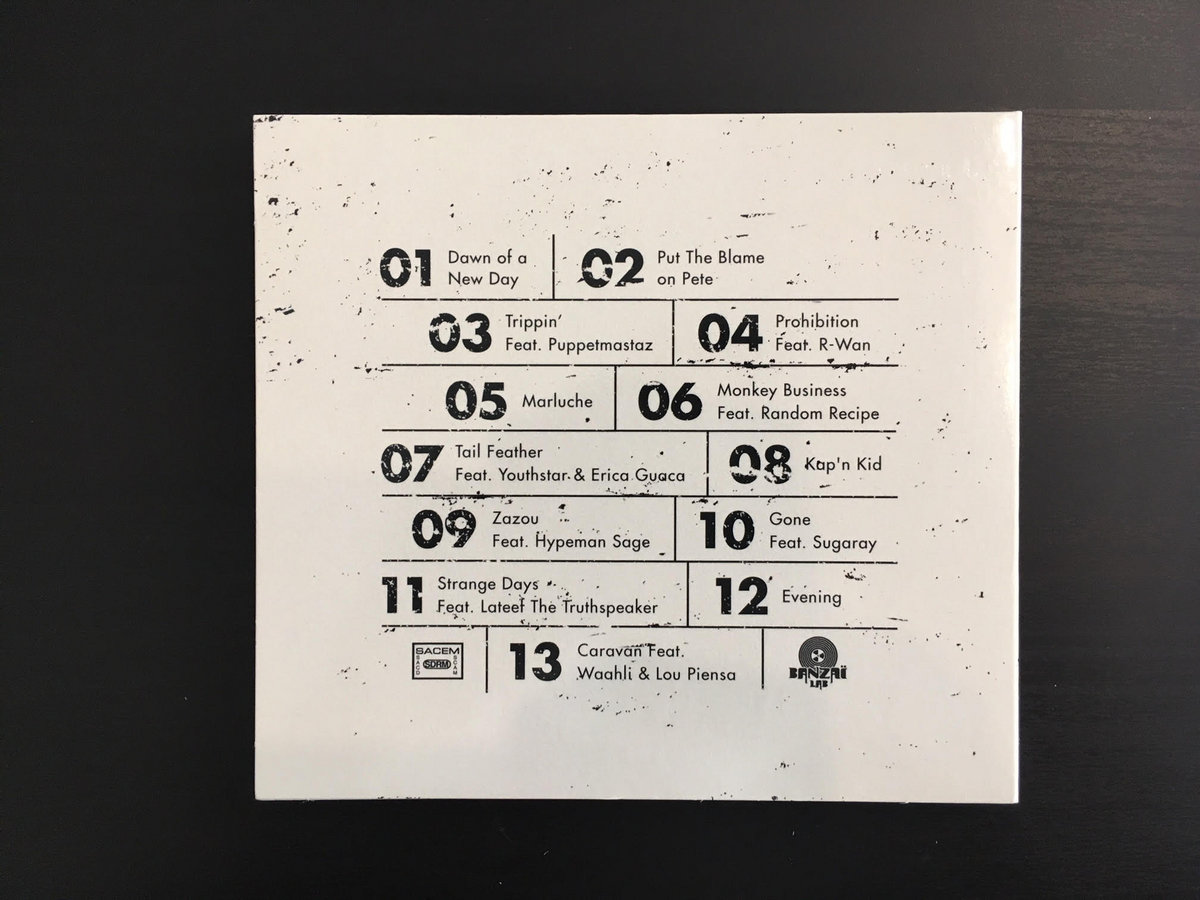 01 Dawn of a
New Day
02 Put The Blame
on Pete
03 Trippin'
Feat. Puppetmastaz
04 Prohibition
Feat. R-Wan
05 Marluche
06 Monkey Business
Feat. Random Recipe
07 Tail Feather
Feat. Youthstar & Erica Guaca
08 Kap'n Kid
09 Zazou
Feat. Hypeman Sage
10 Gone
Feat. Sugaray
11 Strange Days
Feat. Lateef The Truthspeaker
12 Evening
SACEM
SACD
SDRM
SCAM
13 Caravan Feat.
Waahli & Lou Piensa
BANZAÏ
LAB